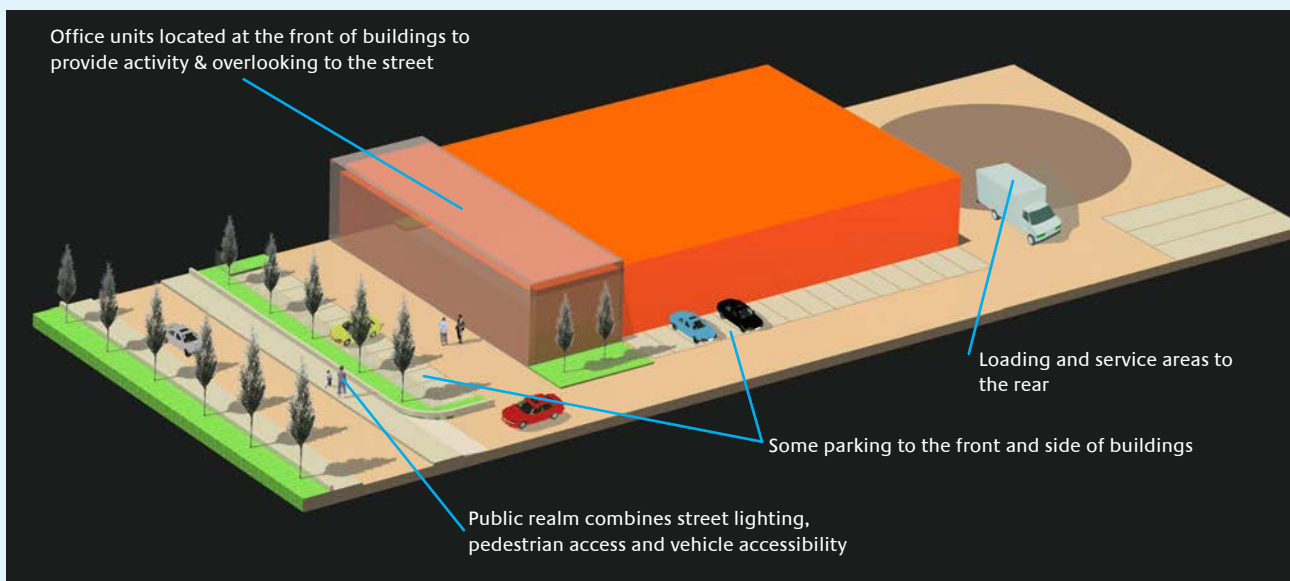 Office units located at the front of buildings to
provide activity & overlooking to the street
Loading and service areas to
the rear
Some parking to the front and side of buildings
Public realm combines street lighting,
pedestrian access and vehicle accessibility